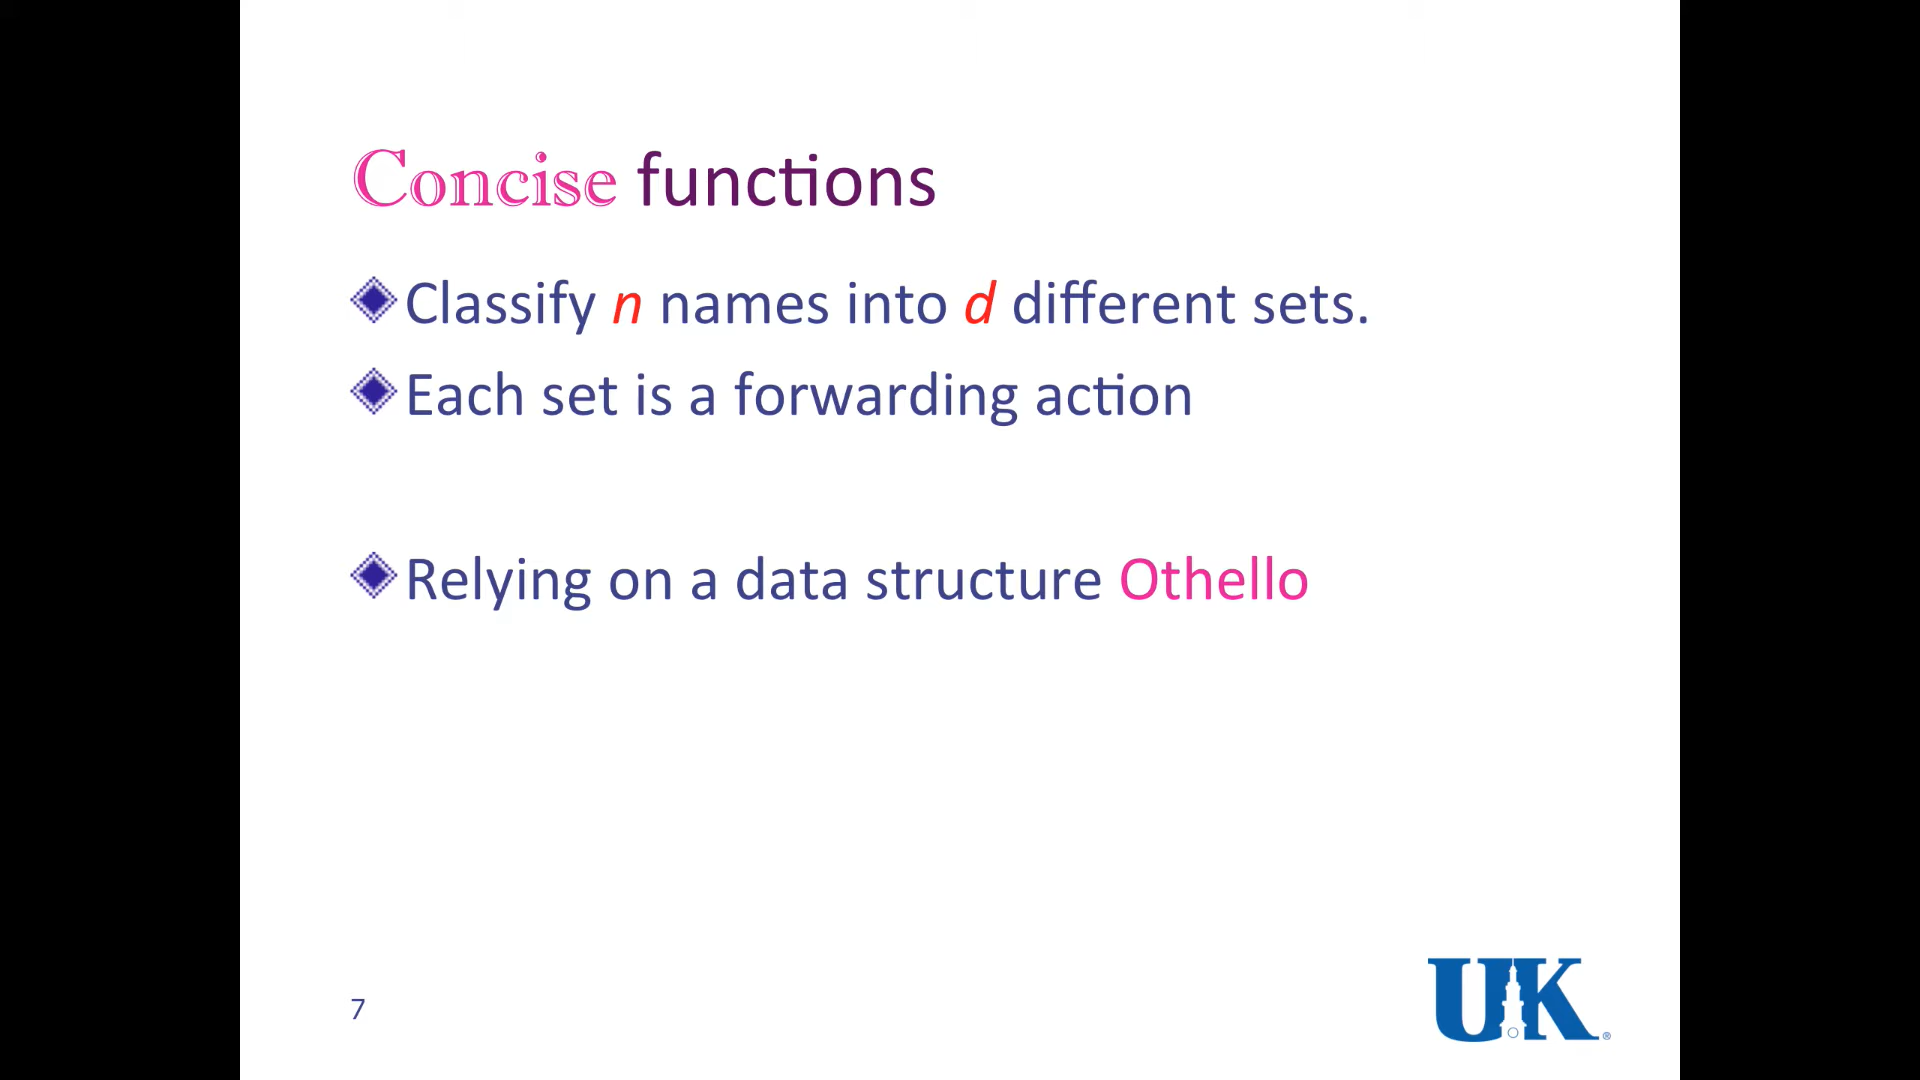 Concise functions
Classify n names into d different sets.
Each set is a forwarding action
Relying on a data structure Othello
7
UK®